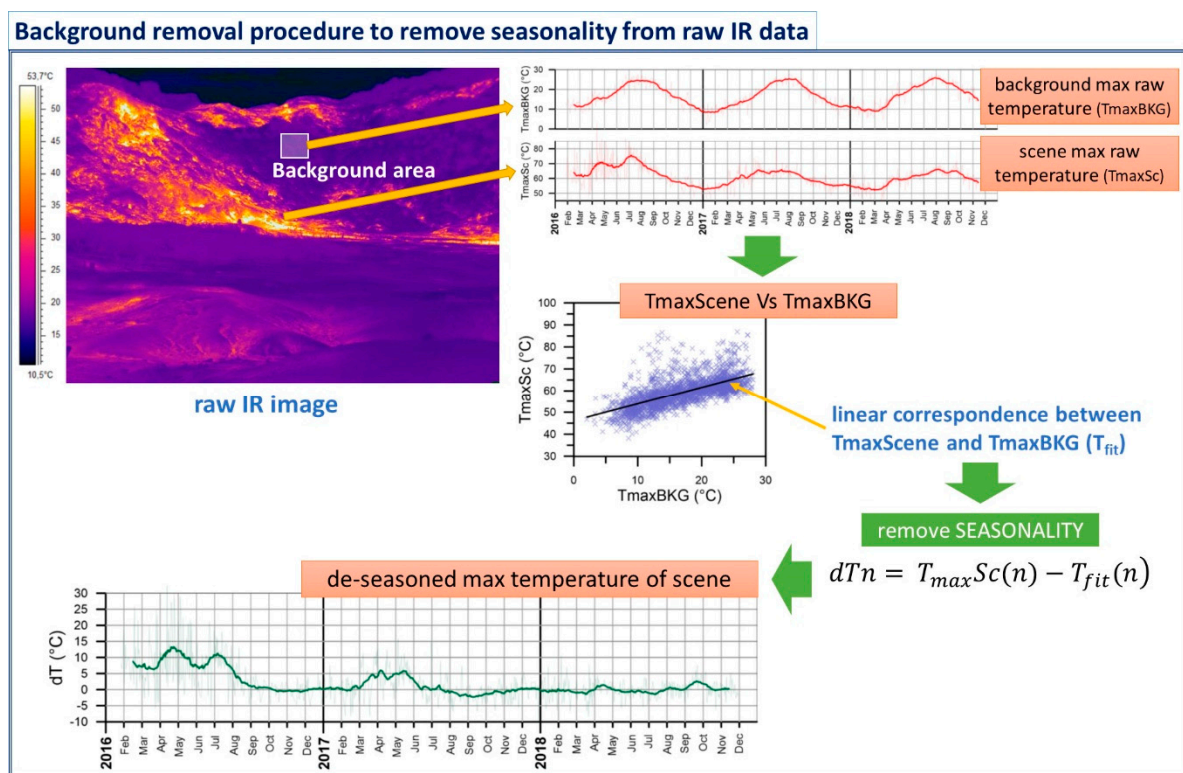 Background removal procedure to remove seasonality from raw IR data
53,7°C
50
45
40
35
30
25
20
15
10,5°C
Background area
raw IR image
TmaxBKG (°C)
30
20
10
0
background max raw
temperature (TmaxBKG)
TmaxSc (°C)
80
70
60
50
scene max raw
temperature (TmaxSc)
2016
Feb
Mar
Apr
May
Jun
Jul
Aug
Sep
Oct
Nov
Dec
2017
Feb
Mar
Apr
May
Jun
Jul
Aug
Sep
Oct
Nov
Dec
2018
Feb
Mar
Apr
May
Jun
Jul
Aug
Sep
Oct
Nov
Dec
TmaxScene Vs TmaxBKG
TmaxSc (°C)
100
90
80
70
60
50
40
30
0
10
20
30
TmaxBKG (°C)
linear correspondence between
TmaxScene and TmaxBKG (Tfit)
remove SEASONALITY
dTn = TmaxSc(n) − Tfit(n)
de-seasoned max temperature of scene
dT (°C)
30
25
20
15
10
5
0
-5
-10
2016
Feb
Mar
Apr
May
Jun
Jul
Aug
Sep
Oct
Nov
Dec
2017
Feb
Mar
Apr
May
Jun
Jul
Aug
Sep
Oct
Nov
Dec
2018
Feb
Mar
Apr
May
Jun
Jul
Aug
Sep
Oct
Nov
Dec